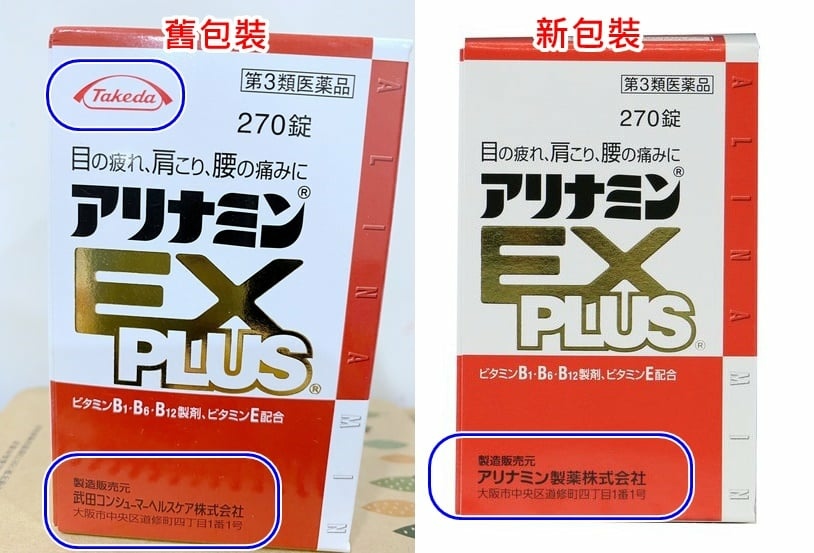 舊包裝
Takeda
第3類医薬品
270錠
目の疲れ、肩こり、腰の痛みに
アリナミン®
EX
PLUS®
ビタミンB1・B6・B12製剤、ビタミンE配合
製造販売元
武田コンシューマーヘルスケア株式会社
大阪市中央区道修町四丁目1番1号
ALINAMIN
新包裝
第3類医薬品
270錠
目の疲れ、肩こり、腰の痛みに
アリナミン®
EX
PLUS®
ビタミンB1・B6・B12製剤、ビタミンE配合
製造販売元
アリナミン製薬株式会社
大阪市中央区道修町四丁目1番1号
ALINAMIN